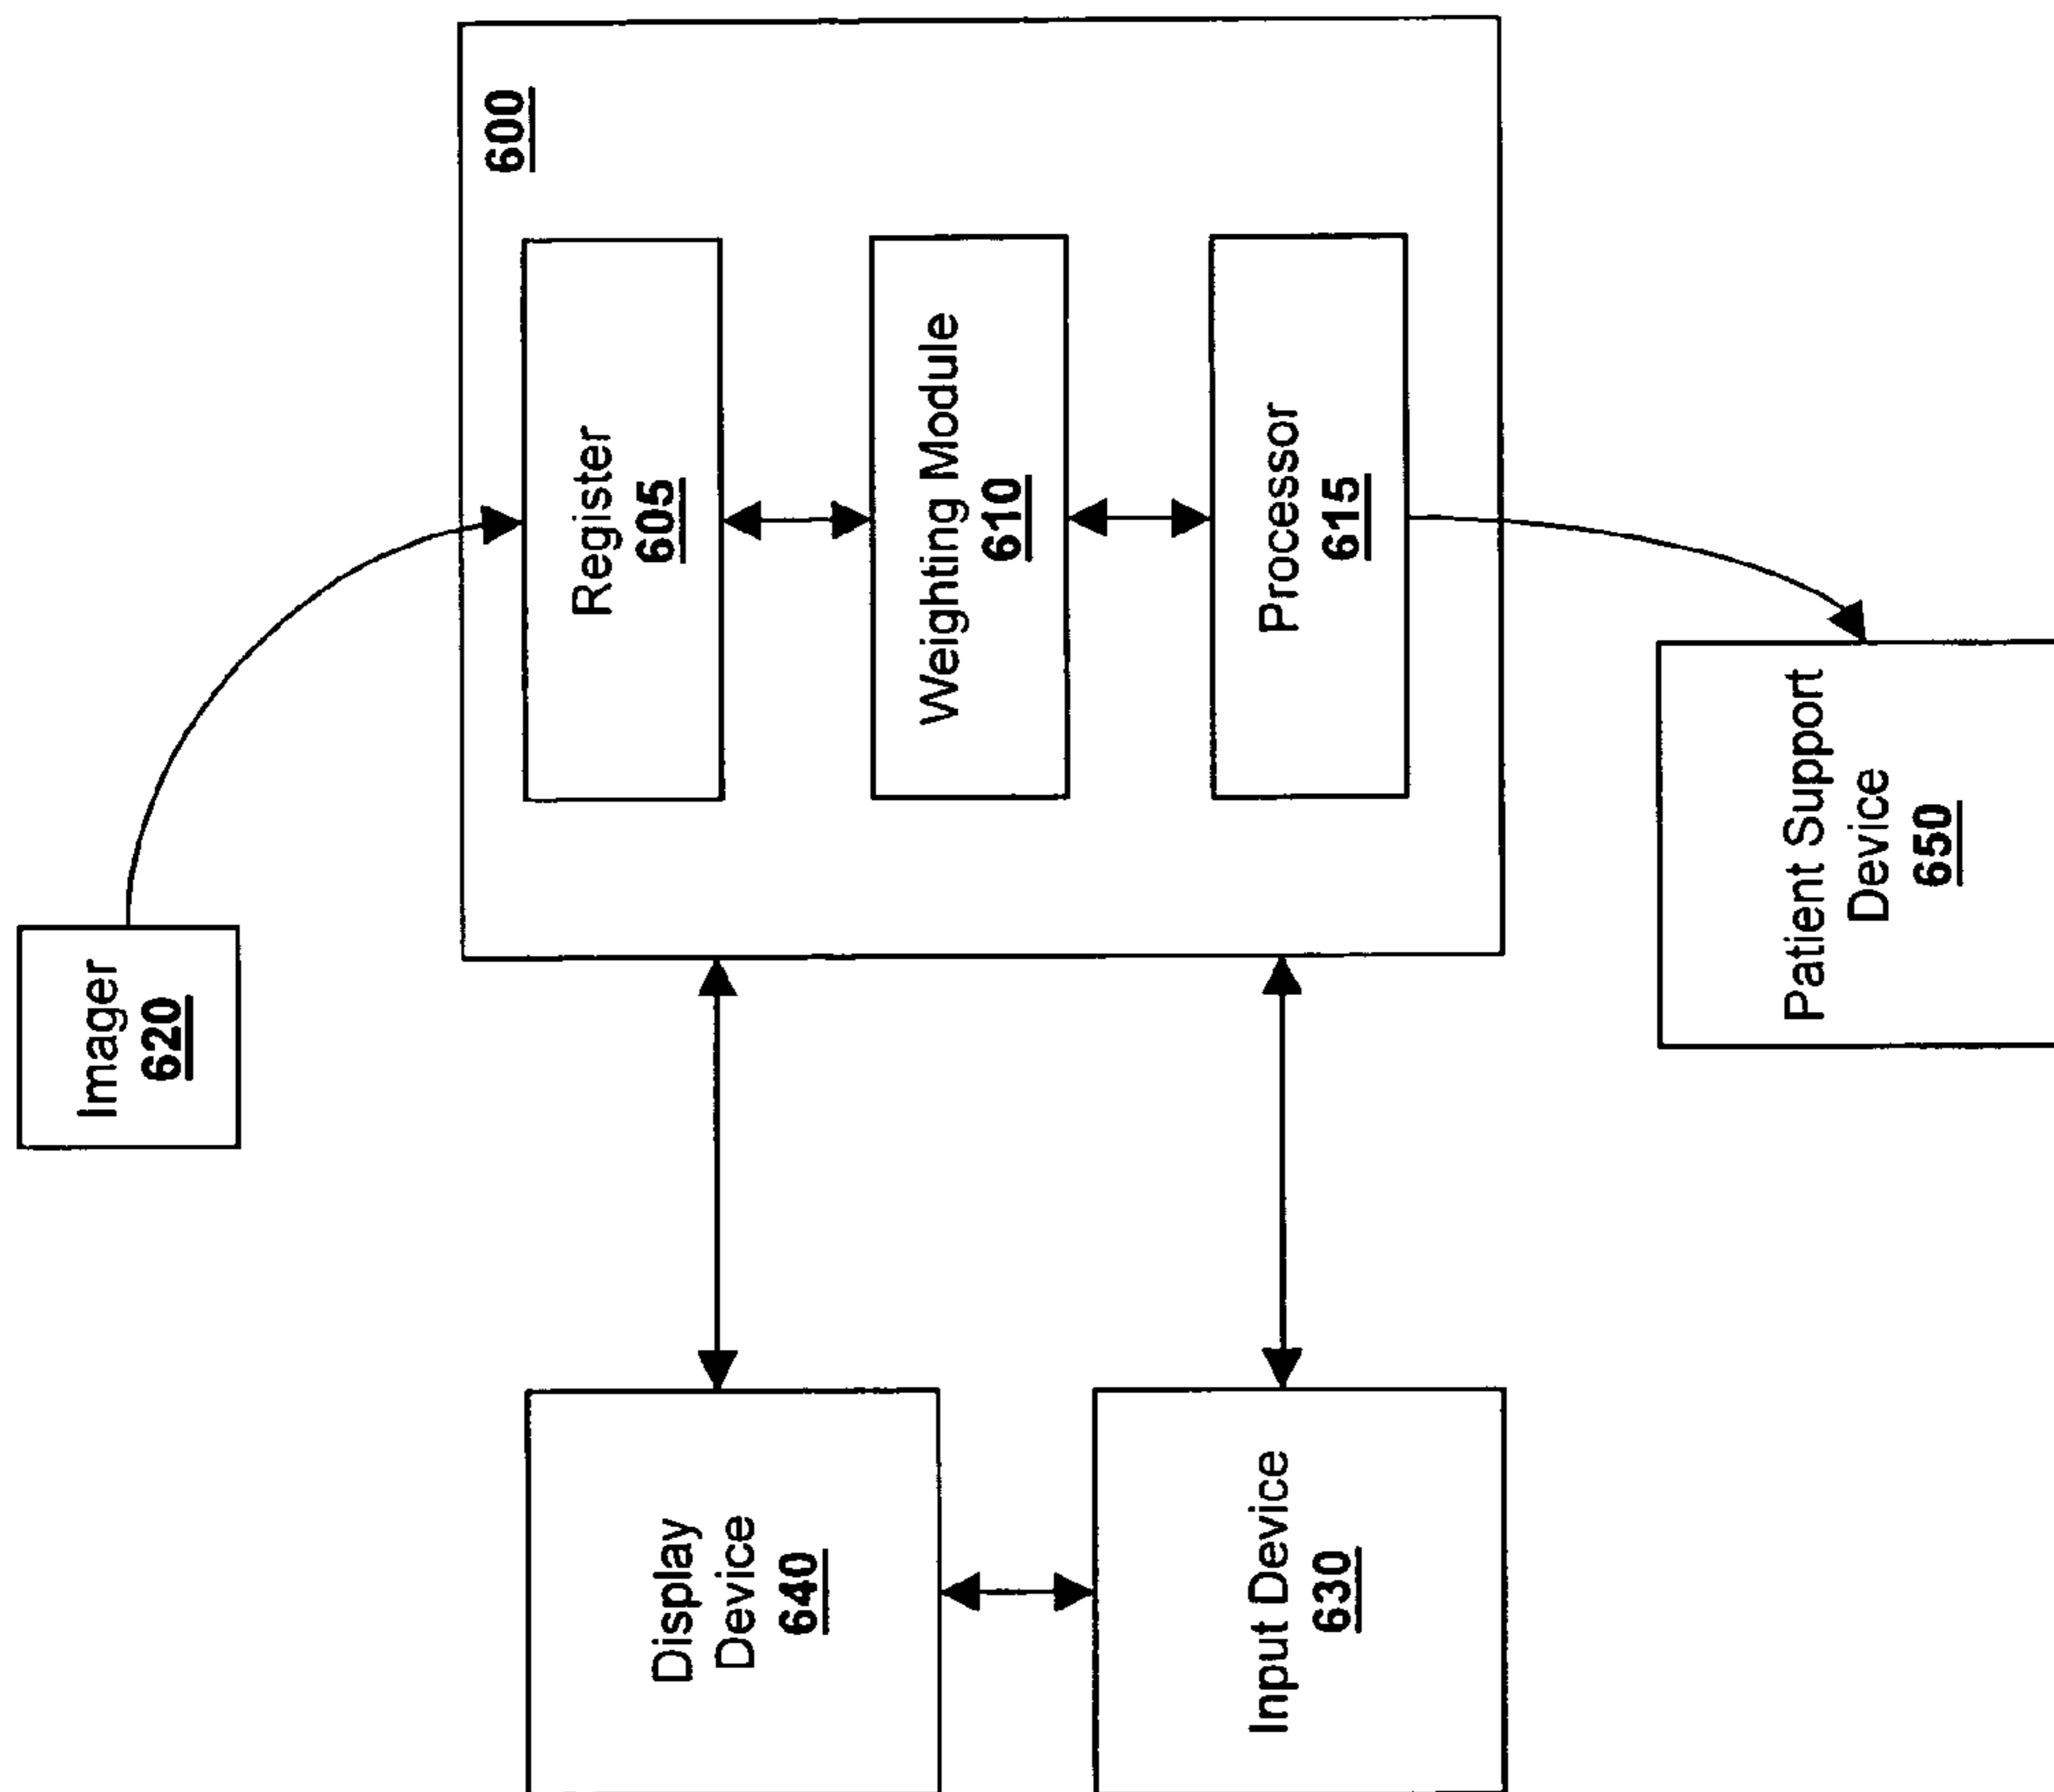 Imager
620
600
Register
605
Display
Device
640
Weighting Module
610
Input Device
630
Processor
615
Patient Support
Device
650